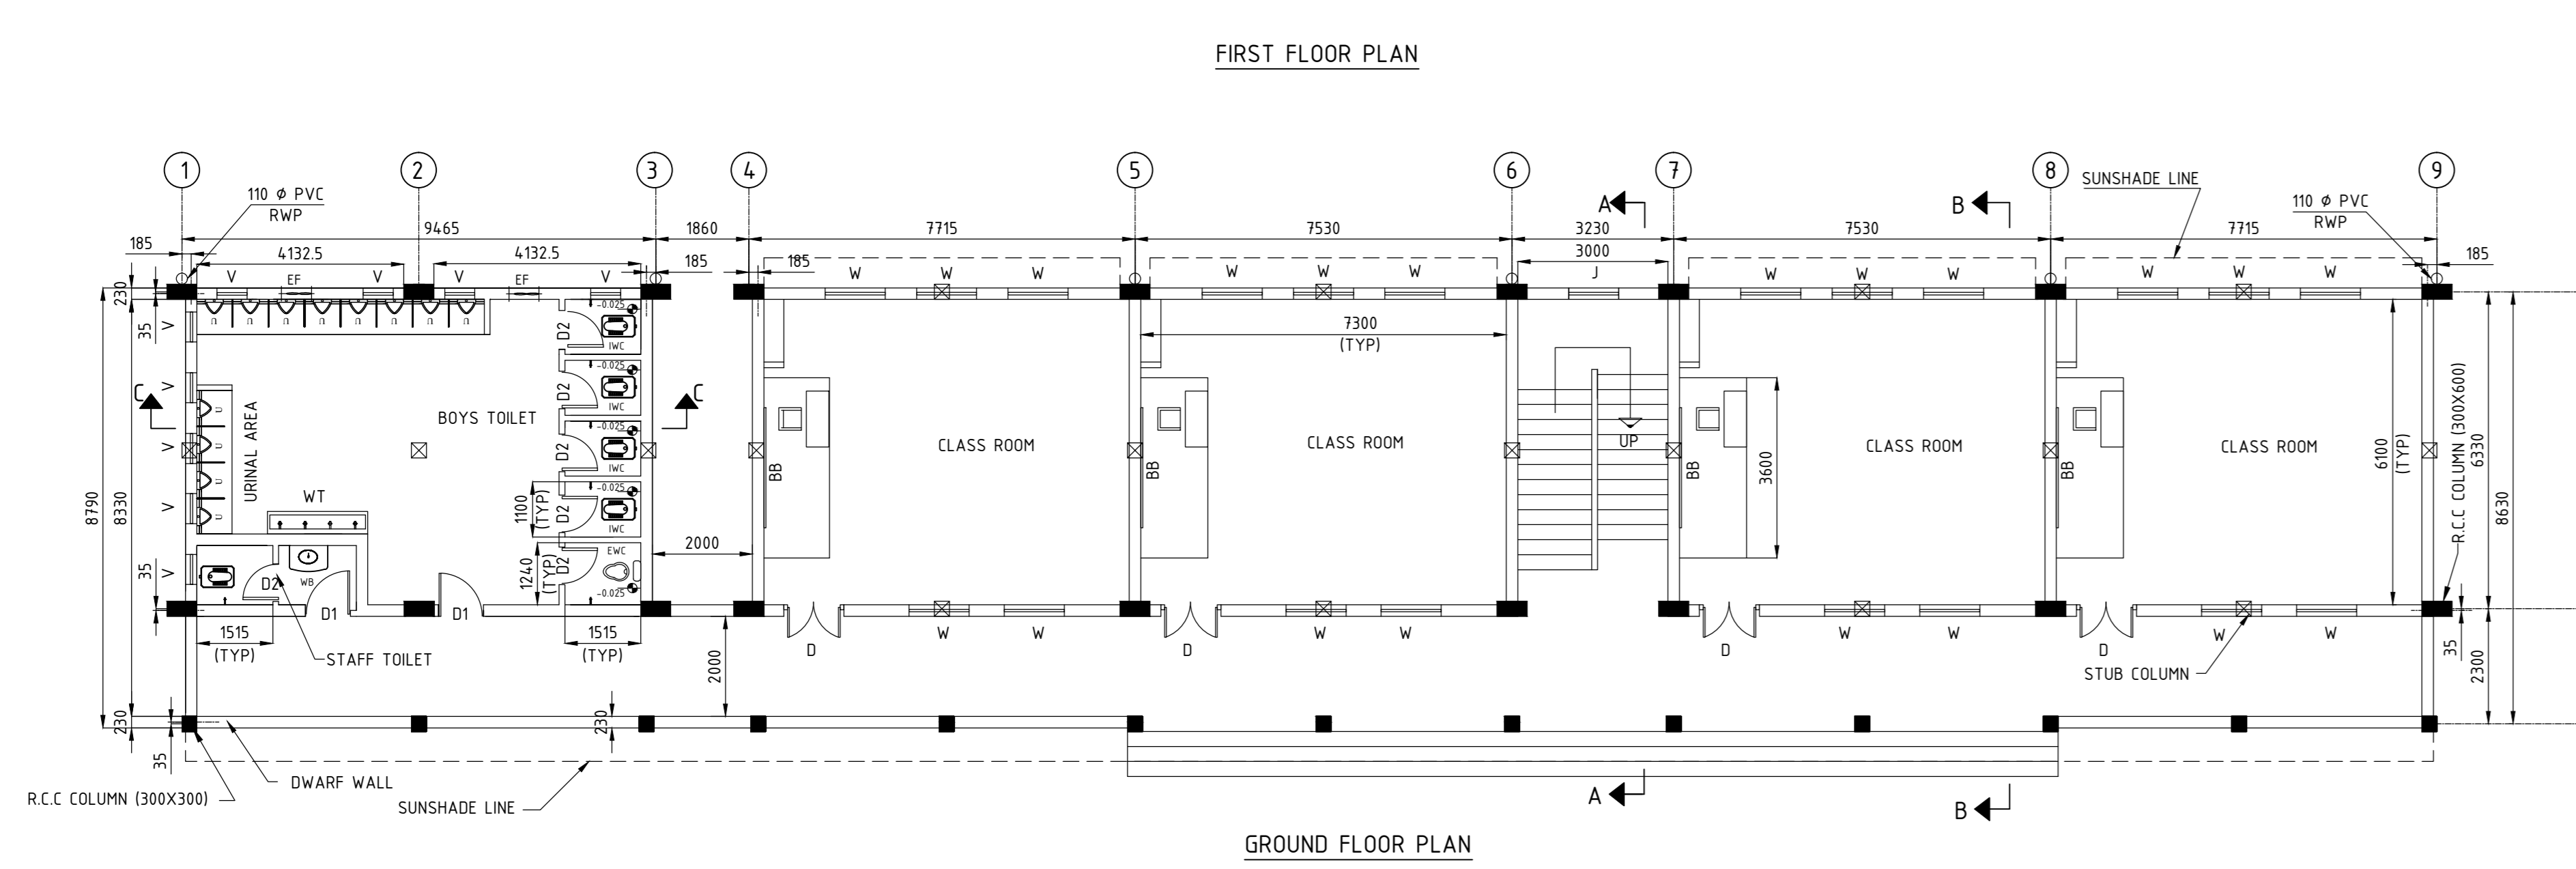 FIRST FLOOR PLAN
1 2 3 4 5 6 7 8 9
110 Ø PVC
RWP
A
B
SUNSHADE LINE
110 Ø PVC
RWP
9465 1860 7715 7530 3230 7530 7715
185 4132.5 4132.5 185 185 3000 185
V EF V V EF V W W W W W W J W W W W W W
230
35
V
V
V
V
V
C
C
8790
8330
URINAL AREA
BOYS TOILET
WT
D2
D2
D2
D2
D2
-0.025
IWC
-0.025
IWC
-0.025
IWC
-0.025
IWC
EWC
-0.025
1100
(TYP)
1240
(TYP)
2000
7300
(TYP)
CLASS ROOM
CLASS ROOM
CLASS ROOM
CLASS ROOM
BB
BB
BB
BB
UP
3600
6100
(TYP)
6330
8630
R.C.C COLUMN (300X600)
35
D2
WB
D1
D1
1515
(TYP)
STAFF TOILET
1515
(TYP)
2000
D W W D W W D W W D W W
STUB COLUMN
35
2300
230
35
230
DWARF WALL
R.C.C COLUMN (300X300)
SUNSHADE LINE
A
B
GROUND FLOOR PLAN